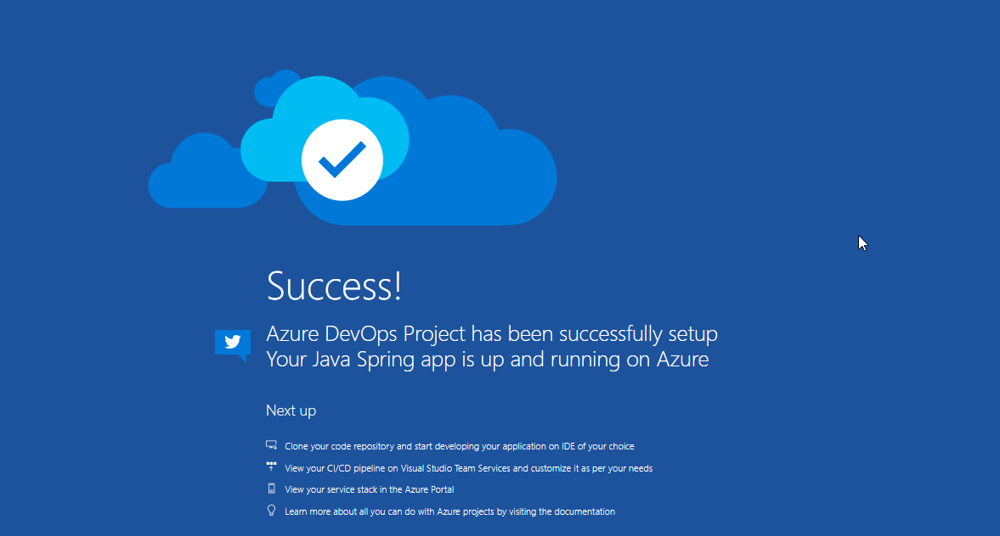 Success!
Azure DevOps Project has been successfully setup
Your Java Spring app is up and running on Azure
Next up
Clone your code repository and start developing your application on IDE of your choice
View your CI/CD pipeline on Visual Studio Team Services and customize it as per your needs
View your service stack in the Azure Portal
Learn more about all you can do with Azure projects by visiting the documentation